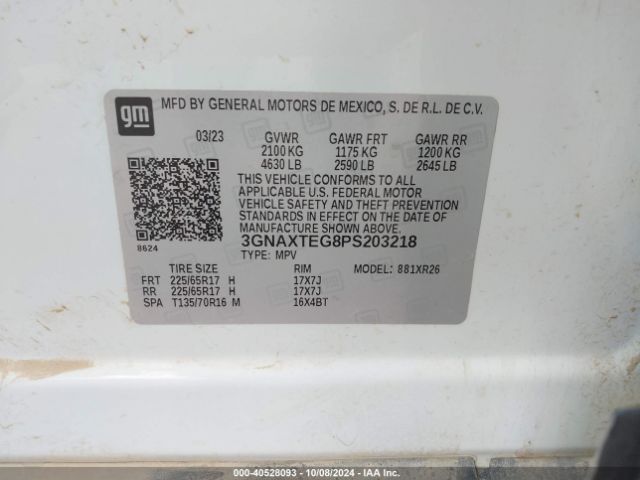 gm MFD BY GENERAL MOTORS DE MEXICO, S. DE R.L. DE C.V.
03/23 GVWR GAWR FRT GAWR RR
2100 KG 1175 KG 1200 KG
4630 LB 2590 LB 2645 LB
THIS VEHICLE CONFORMS TO ALL
APPLICABLE U.S. FEDERAL MOTOR
VEHICLE SAFETY AND THEFT PREVENTION
STANDARDS IN EFFECT ON THE DATE OF
MANUFACTURE SHOWN ABOVE.
3GNAXTEG8PS203218
8624 TYPE: MPV
TIRE SIZE RIM MODEL: 881XR26
FRT 225/65R17 H 17X7J
RR 225/65R17 H 17X7J
SPA T135/70R16 M 16X4BT
000-40528093 - 10/08/2024 - IAA Inc.